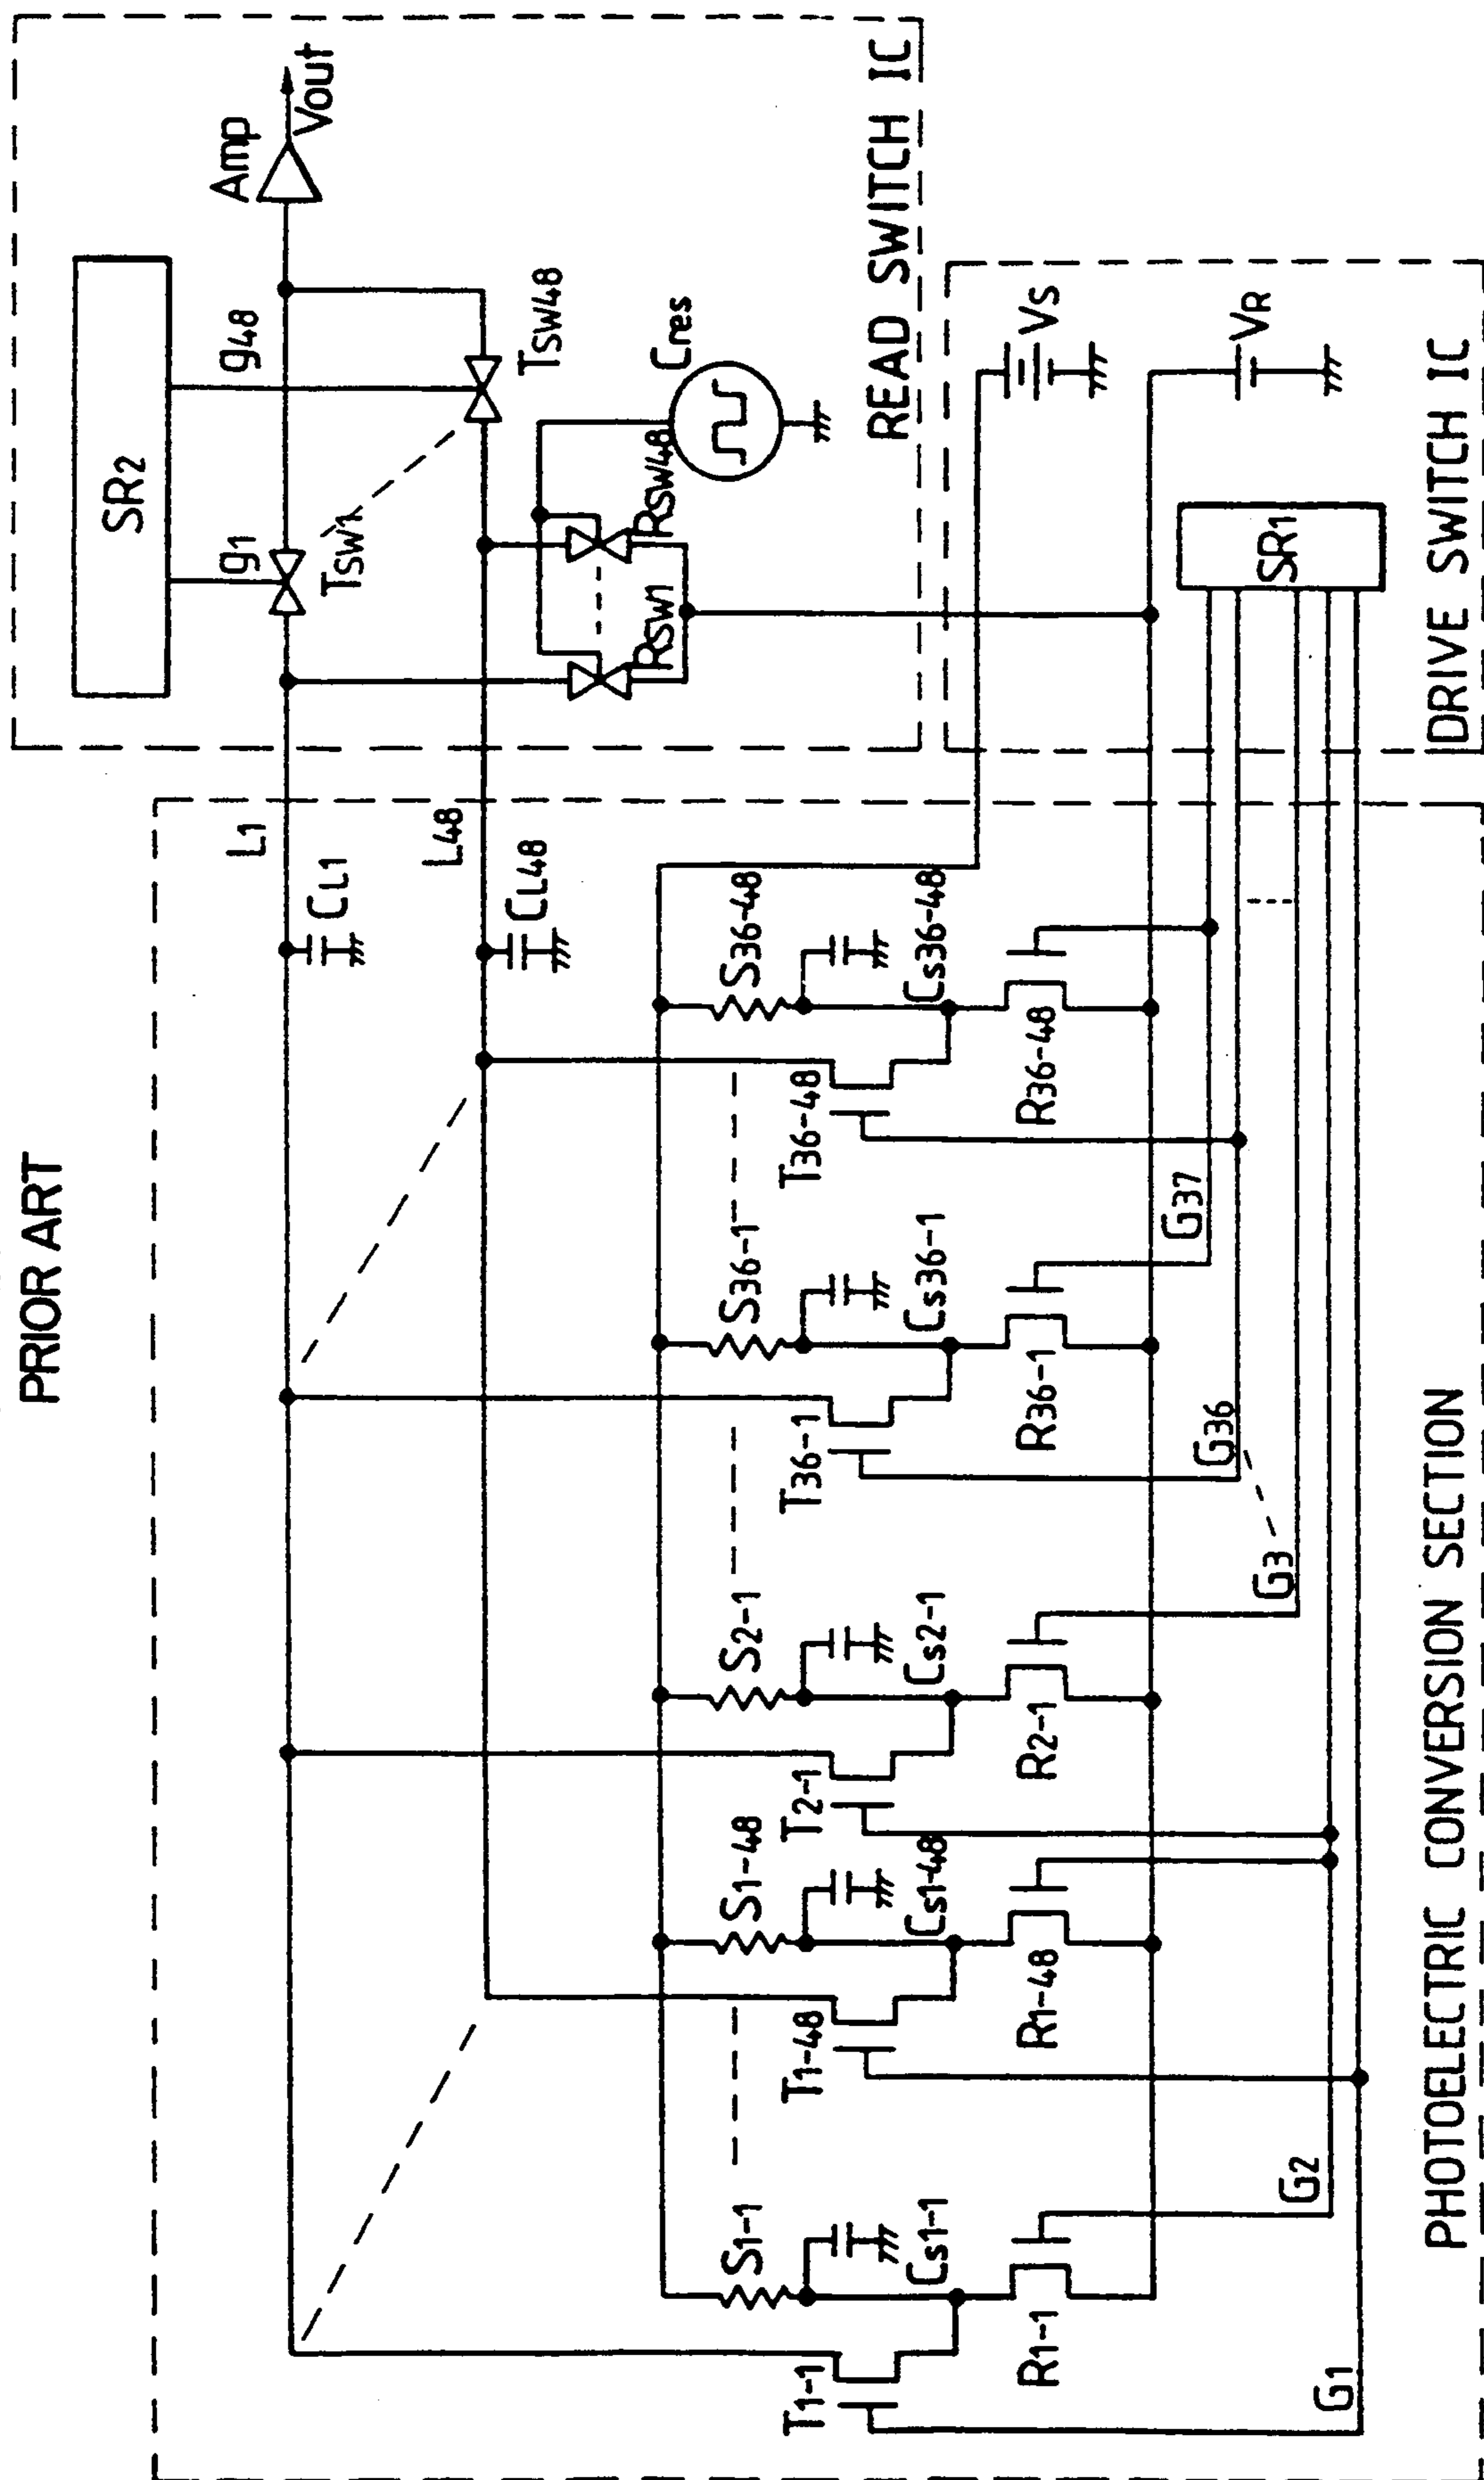 PRIOR ART
SR2
g1
g48
Amp
Vout
TSW1
TSW48
RSW1
RSW48
Cres
READ SWITCH IC
L1
CL1
L48
CL48
S1-1
S1-48
S2-1
S36-1
S36-48
Cs1-1
Cs1-48
Cs2-1
Cs36-1
Cs36-48
T1-1
T1-48
T2-1
T36-1
T36-48
R1-1
R1-48
R2-1
R36-1
R36-48
G1
G2
G3
G36
G37
VS
VR
SR1
DRIVE SWITCH IC
PHOTOELECTRIC CONVERSION SECTION